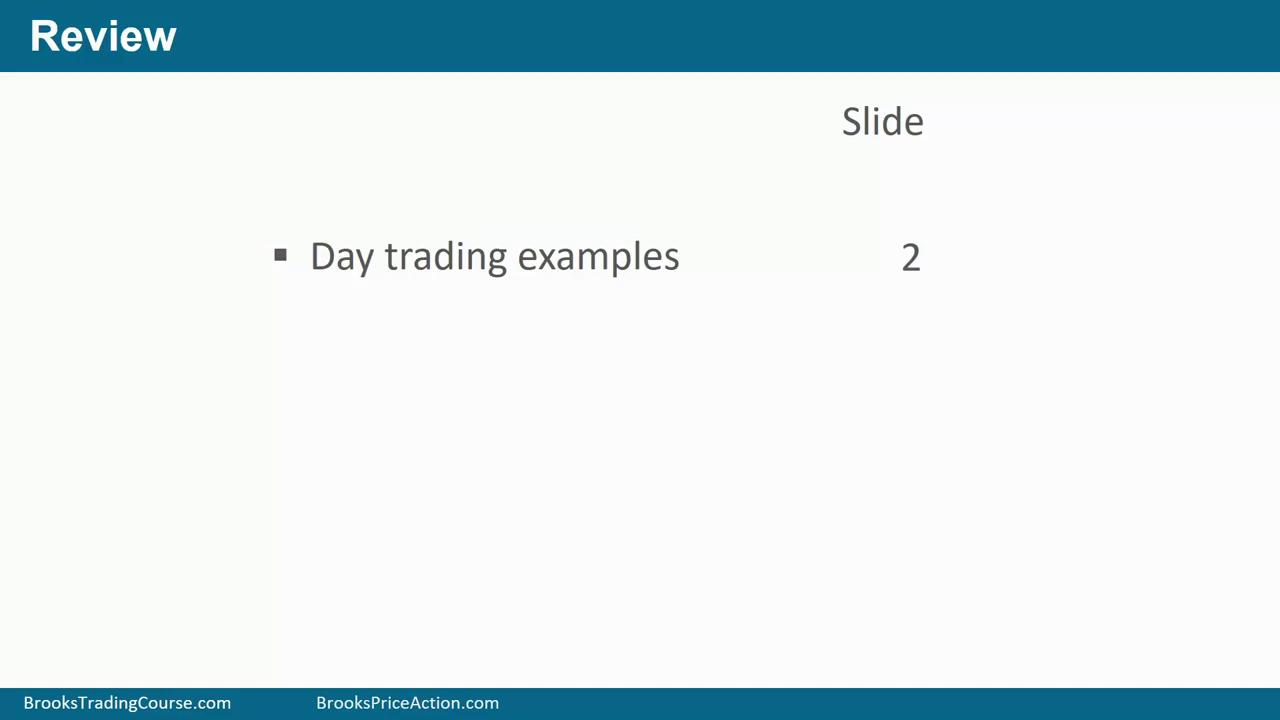 Review
Slide
▪ Day trading examples 2
BrooksTradingCourse.com BrooksPriceAction.com